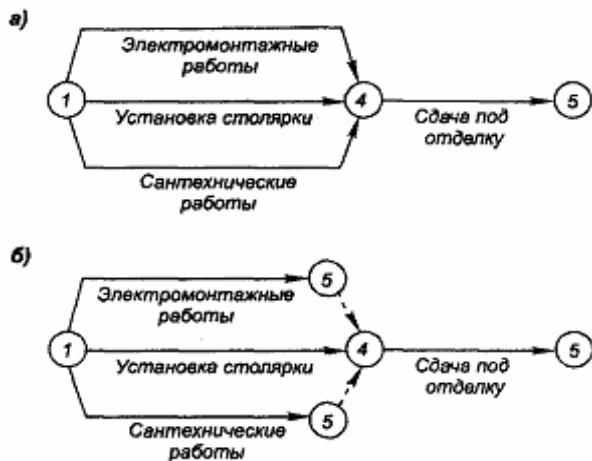 а)
Электромонтажные
работы
1
4
5
Установка столярки
Сдача под
отделку
Сантехнические
работы
б)
5
Электромонтажные
работы
1
4
5
Установка столярки
Сдача под
отделку
5
Сантехнические
работы